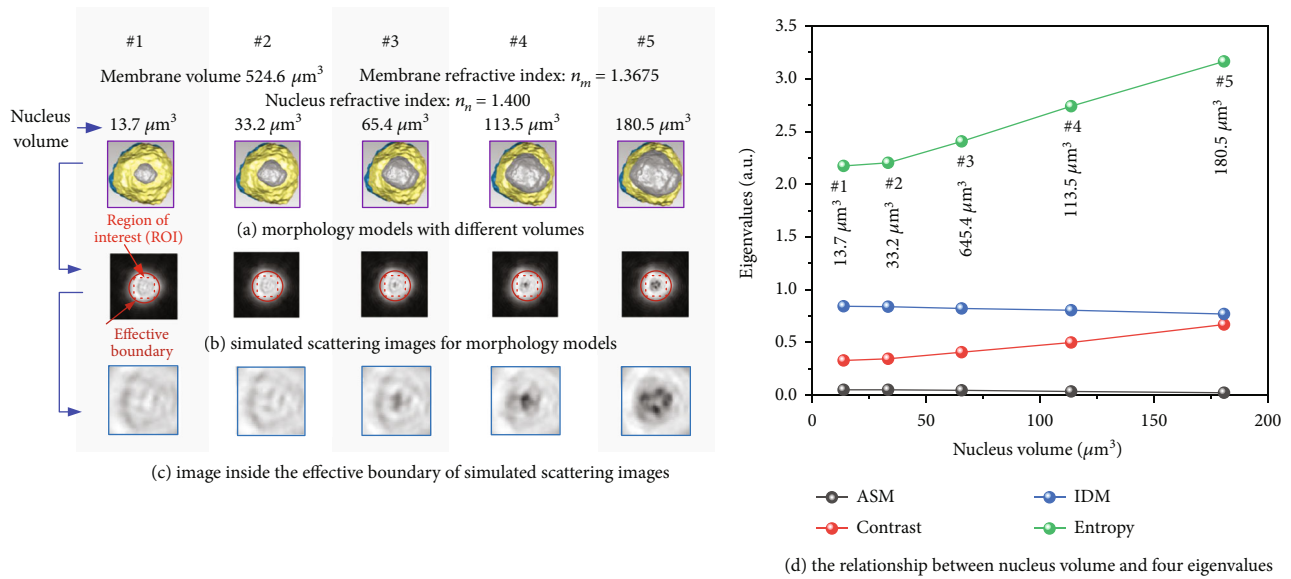 #1 #2 #3 #4 #5
Membrane volume 524.6 μm³ Membrane refractive index: nₘ = 1.3675
Nucleus refractive index: nₙ = 1.400
Nucleus
volume
13.7 μm³ 33.2 μm³ 65.4 μm³ 113.5 μm³ 180.5 μm³
(a) morphology models with different volumes
Region of
interest (ROI)
Effective
boundary
(b) simulated scattering images for morphology models
(c) image inside the effective boundary of simulated scattering images
Eigenvalues (a.u.)
3.5
3.0
2.5
2.0
1.5
1.0
0.5
0.0
#1
13.7 μm³
#2
33.2 μm³
#3
645.4 μm³
#4
113.5 μm³
#5
180.5 μm³
0 50 100 150 200
Nucleus volume (μm³)
ASM IDM
Contrast Entropy
(d) the relationship between nucleus volume and four eigenvalues